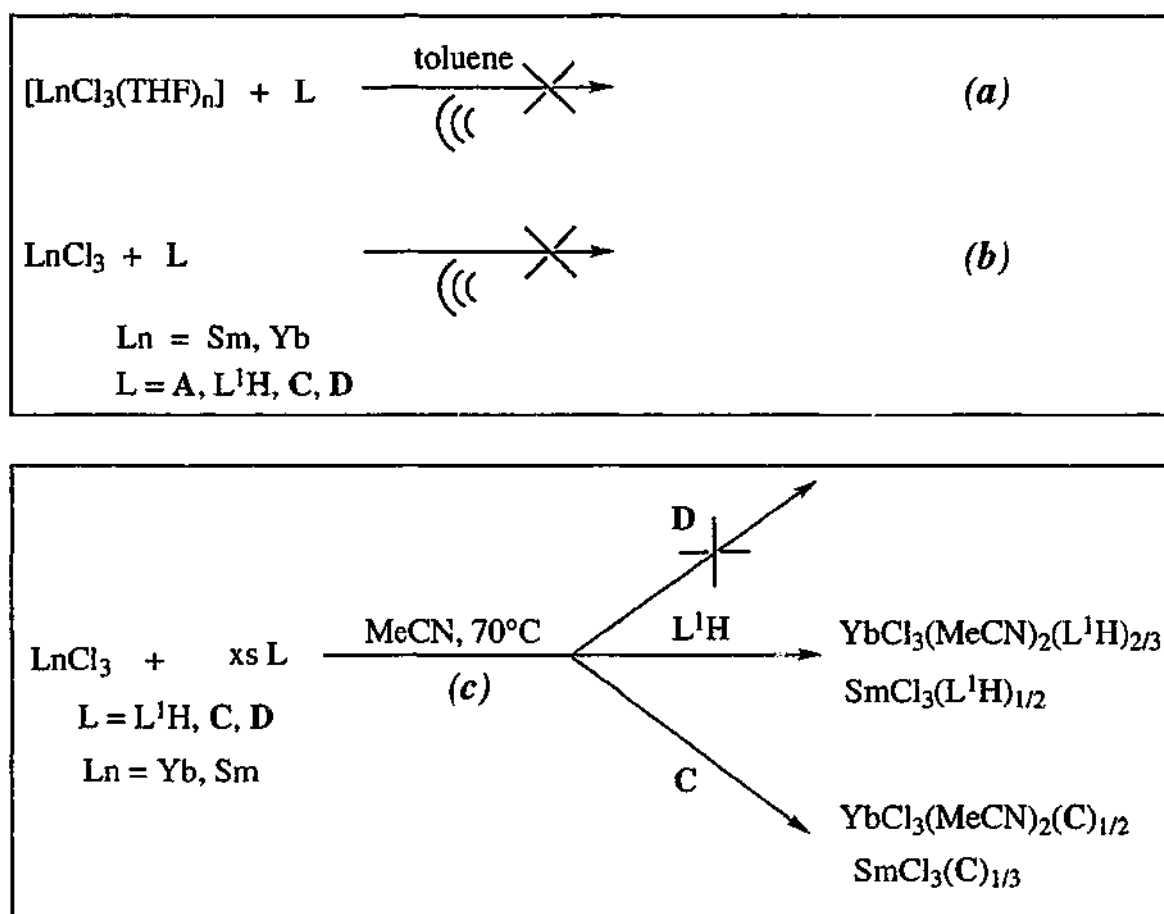 toluene
[LnCl₃(THF)ₙ] + L (a)
LnCl₃ + L (b)
Ln = Sm, Yb
L = A, L¹H, C, D
D
MeCN, 70°C L¹H YbCl₃(MeCN)₂(L¹H)₂/₃
LnCl₃ + xs L (c) SmCl₃(L¹H)₁/₂
L = L¹H, C, D
Ln = Yb, Sm
C
YbCl₃(MeCN)₂(C)₁/₂
SmCl₃(C)₁/₃